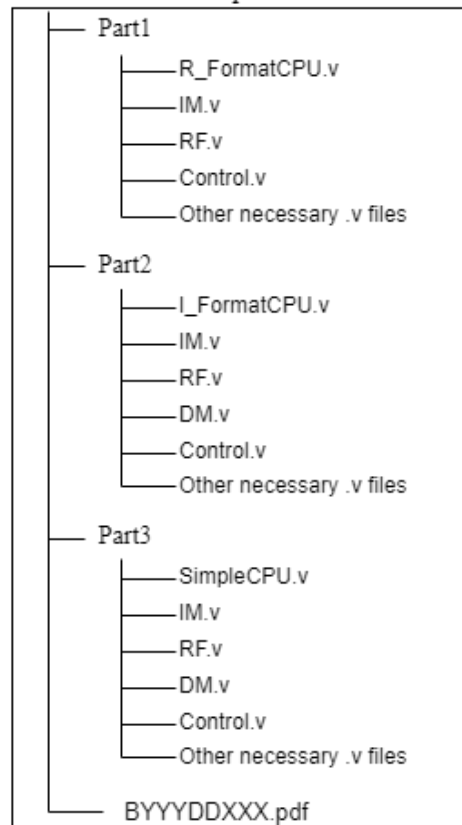 Part1
R_FormatCPU.v
IM.v
RF.v
Control.v
Other necessary .v files
Part2
I_FormatCPU.v
IM.v
RF.v
DM.v
Control.v
Other necessary .v files
Part3
SimpleCPU.v
IM.v
RF.v
DM.v
Control.v
Other necessary .v files
BYYYDDXXX.pdf